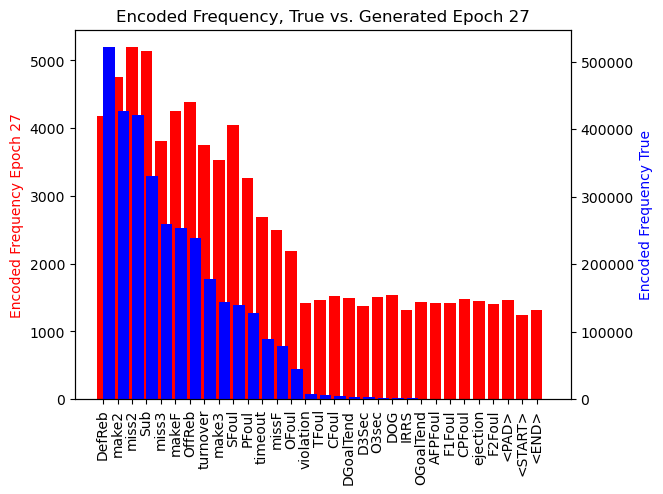 Encoded Frequency, True vs. Generated Epoch 27
Encoded Frequency Epoch 27
5000
4000
3000
2000
1000
0
500000
400000
300000
200000
100000
0
Encoded Frequency True
DefReb
make2
miss2
Sub
miss3
makeF
OffReb
turnover
make3
SFoul
PFoul
timeout
missF
OFoul
violation
TFoul
CFoul
DGoalTend
D3Sec
O3sec
DOG
IRRS
OGoalTend
AFPFoul
F1Foul
CPFoul
ejection
F2Foul
<PAD>
<START>
<END>